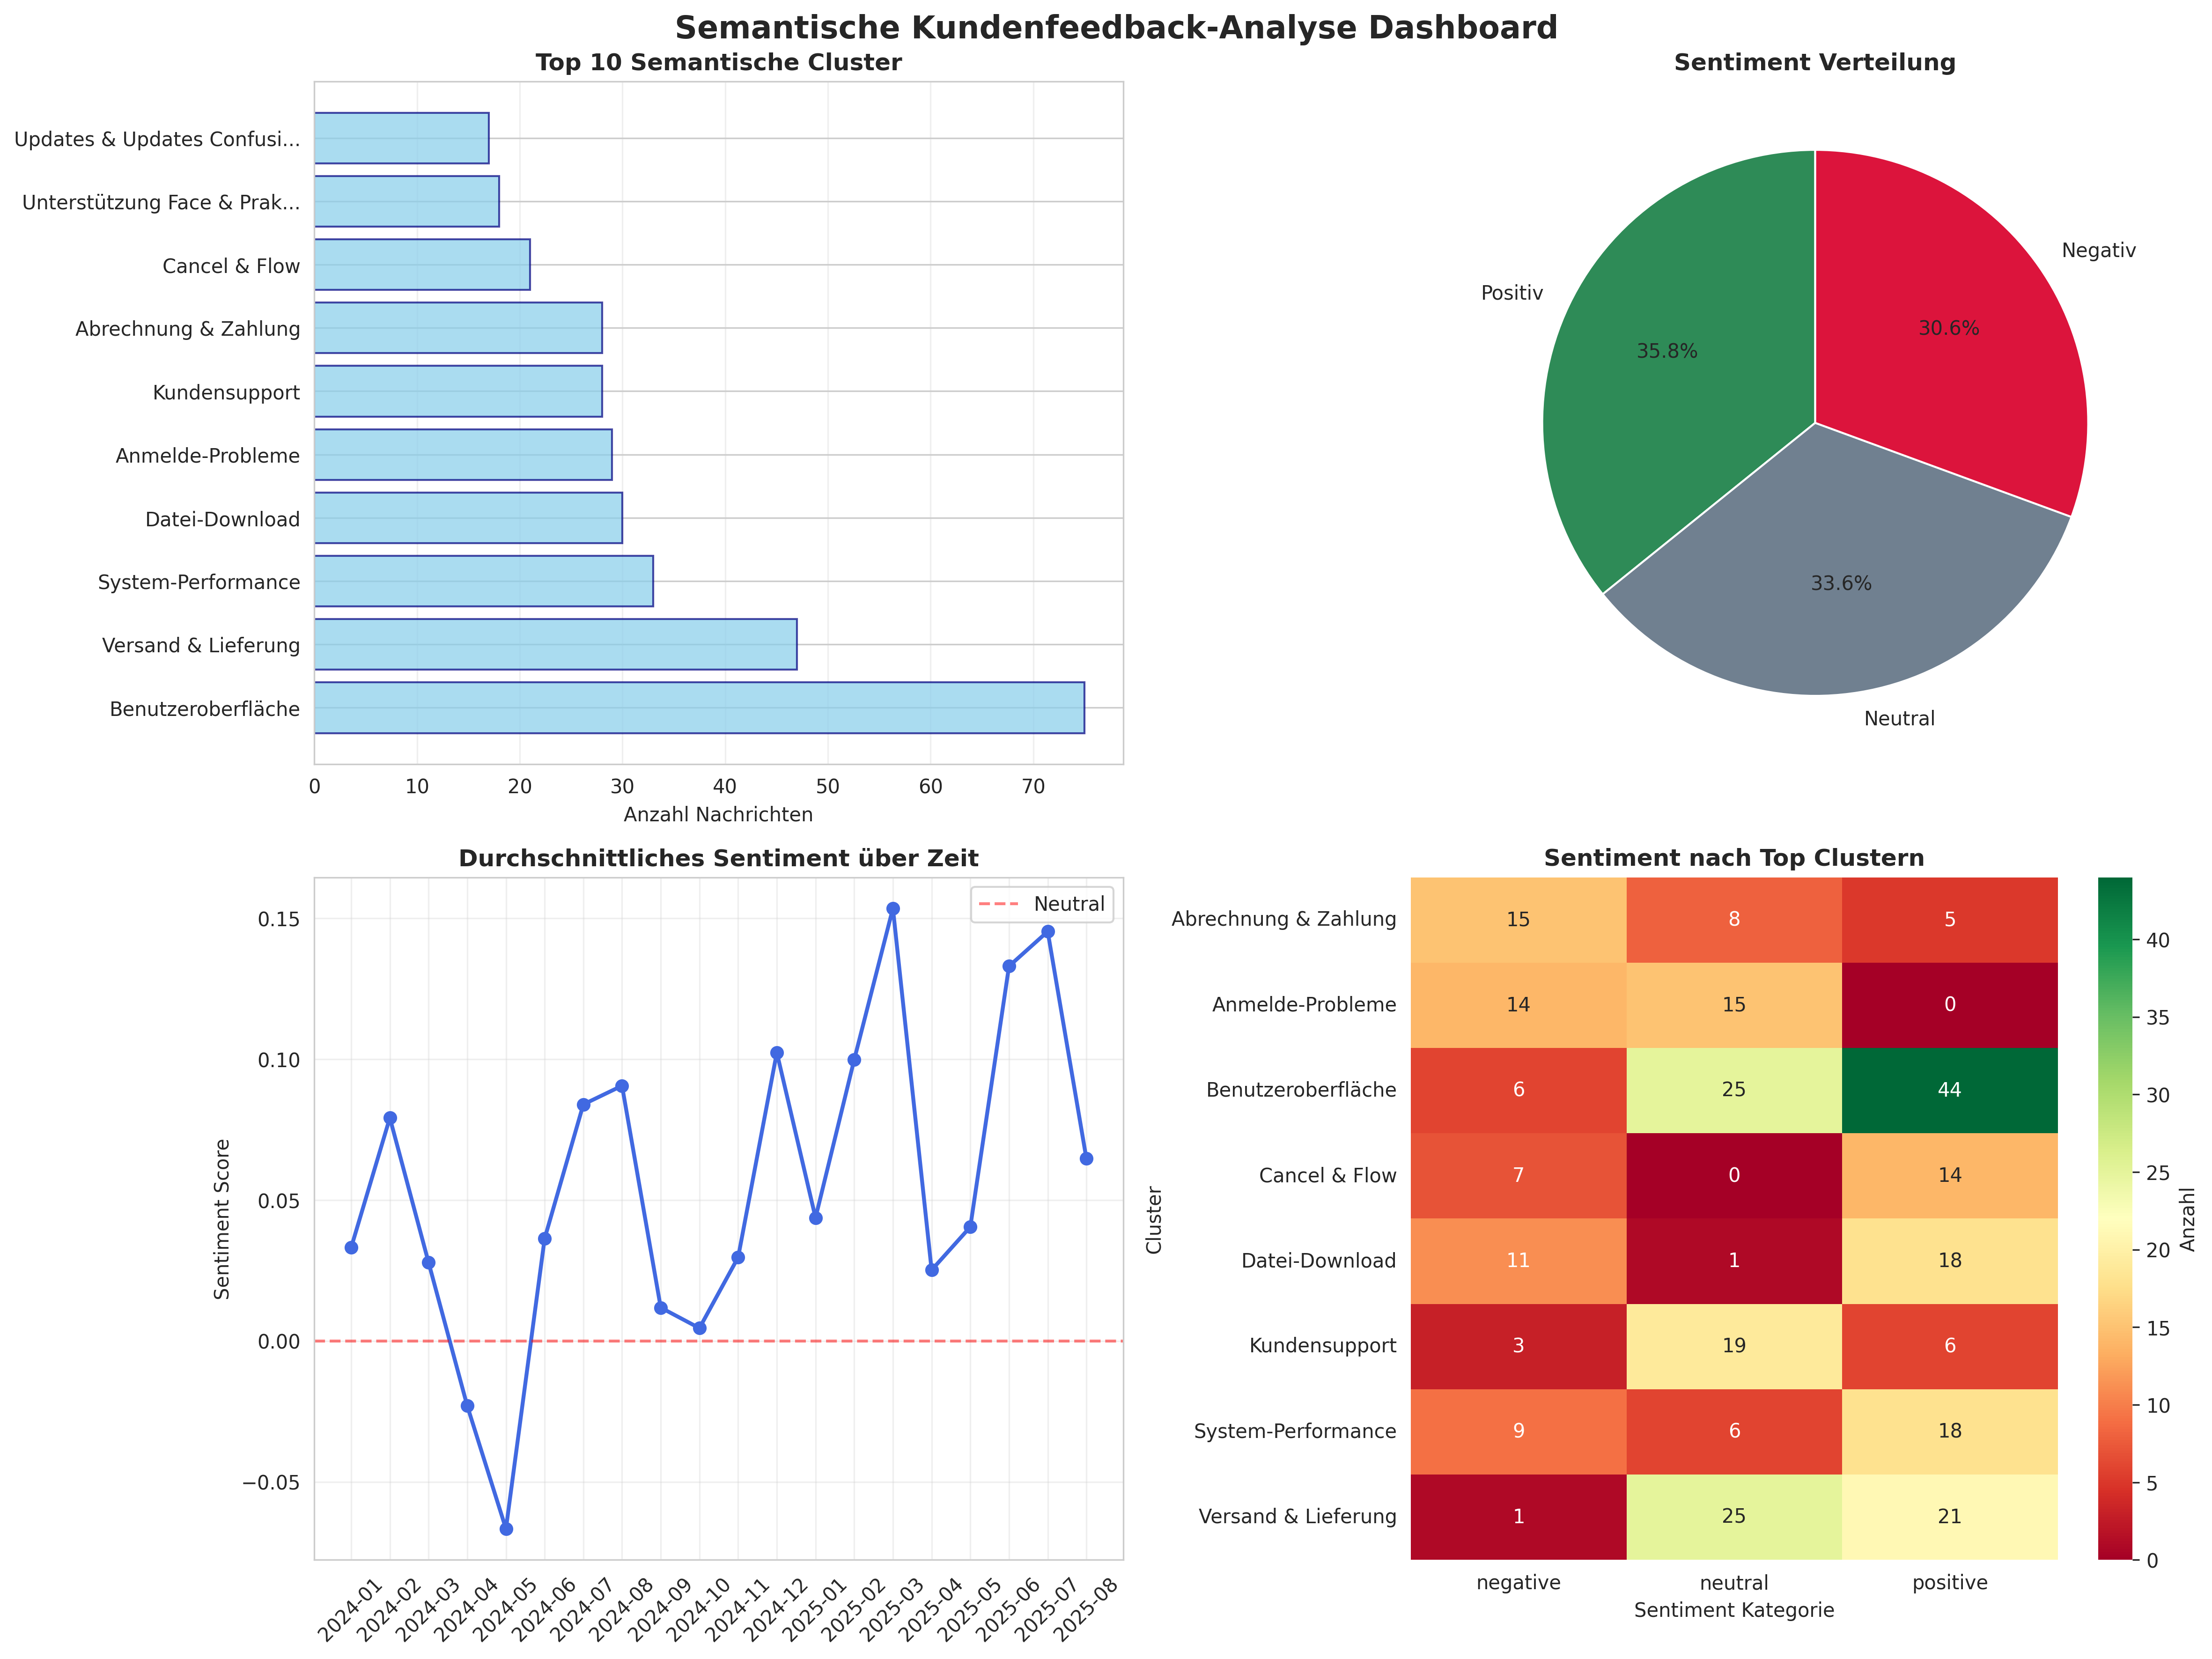 Semantische Kundenfeedback-Analyse Dashboard
Top 10 Semantische Cluster
Updates & Updates Confusi...
Unterstützung Face & Prak...
Cancel & Flow
Abrechnung & Zahlung
Kundensupport
Anmelde-Probleme
Datei-Download
System-Performance
Versand & Lieferung
Benutzeroberfläche
0 10 20 30 40 50 60 70
Anzahl Nachrichten
Sentiment Verteilung
Negativ
Positiv
30.6%
35.8%
33.6%
Neutral
Durchschnittliches Sentiment über Zeit
Neutral
Sentiment Score
0.15
0.10
0.05
0.00
−0.05
2024-01
2024-02
2024-03
2024-04
2024-05
2024-06
2024-07
2024-08
2024-09
2024-10
2024-11
2024-12
2025-01
2025-02
2025-03
2025-04
2025-05
2025-06
2025-07
2025-08
Sentiment nach Top Clustern
Cluster
Abrechnung & Zahlung 15 8 5
Anmelde-Probleme 14 15 0
Benutzeroberfläche 6 25 44
Cancel & Flow 7 0 14
Datei-Download 11 1 18
Kundensupport 3 19 6
System-Performance 9 6 18
Versand & Lieferung 1 25 21
negative neutral positive
Sentiment Kategorie
40
35
30
25
20
15
10
5
0
Anzahl